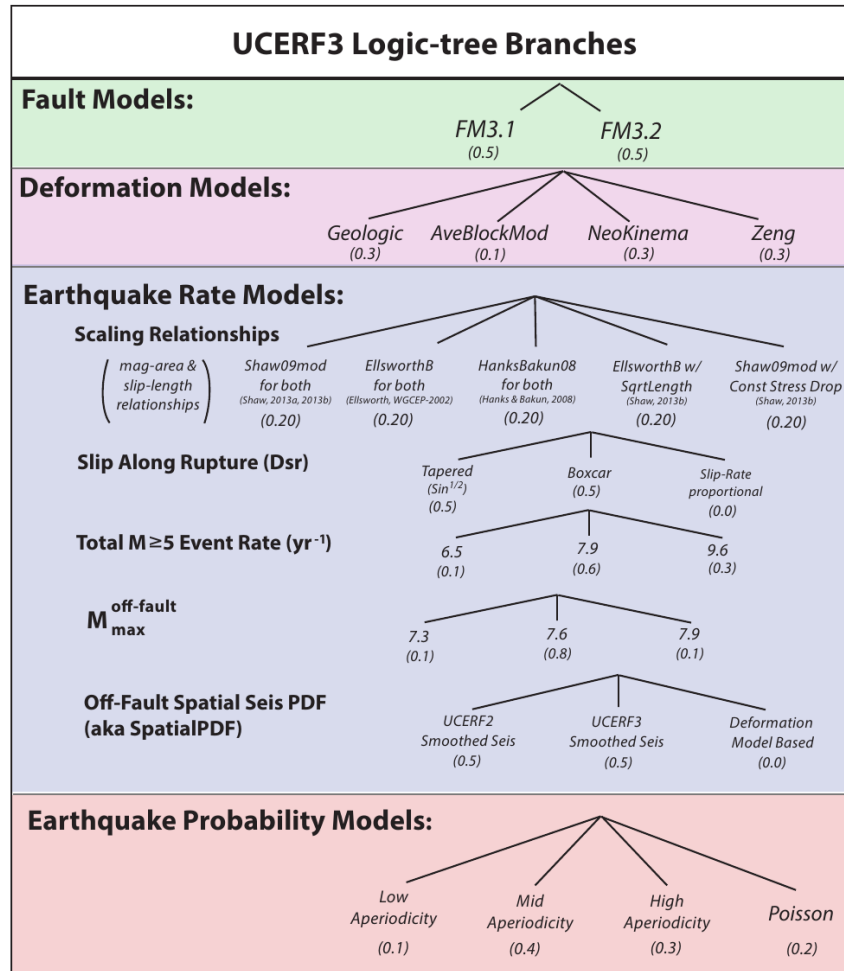 UCERF3 Logic-tree Branches
Fault Models:
FM3.1 FM3.2
(0.5) (0.5)
Deformation Models:
Geologic AveBlockMod NeoKinema Zeng
(0.3) (0.1) (0.3) (0.3)
Earthquake Rate Models:
Scaling Relationships
(mag-area & slip-length relationships)
Shaw09mod for both
(Shaw, 2013a, 2013b)
(0.20)
EllsworthB for both
(Ellsworth, WGCEP-2002)
(0.20)
HanksBakun08 for both
(Hanks & Bakun, 2008)
(0.20)
EllsworthB w/ SqrtLength
(Shaw, 2013b)
(0.20)
Shaw09mod w/ Const Stress Drop
(Shaw, 2013b)
(0.20)
Slip Along Rupture (Dsr)
Tapered
(Sin^1/2)
(0.5)
Boxcar
(0.5)
Slip-Rate
proportional
(0.0)
Total M≥5 Event Rate (yr⁻¹)
6.5 7.9 9.6
(0.1) (0.6) (0.3)
M off-fault max
7.3 7.6 7.9
(0.1) (0.8) (0.1)
Off-Fault Spatial Seis PDF
(aka SpatialPDF)
UCERF2
Smoothed Seis
(0.5)
UCERF3
Smoothed Seis
(0.5)
Deformation
Model Based
(0.0)
Earthquake Probability Models:
Low
Aperiodicity
(0.1)
Mid
Aperiodicity
(0.4)
High
Aperiodicity
(0.3)
Poisson
(0.2)